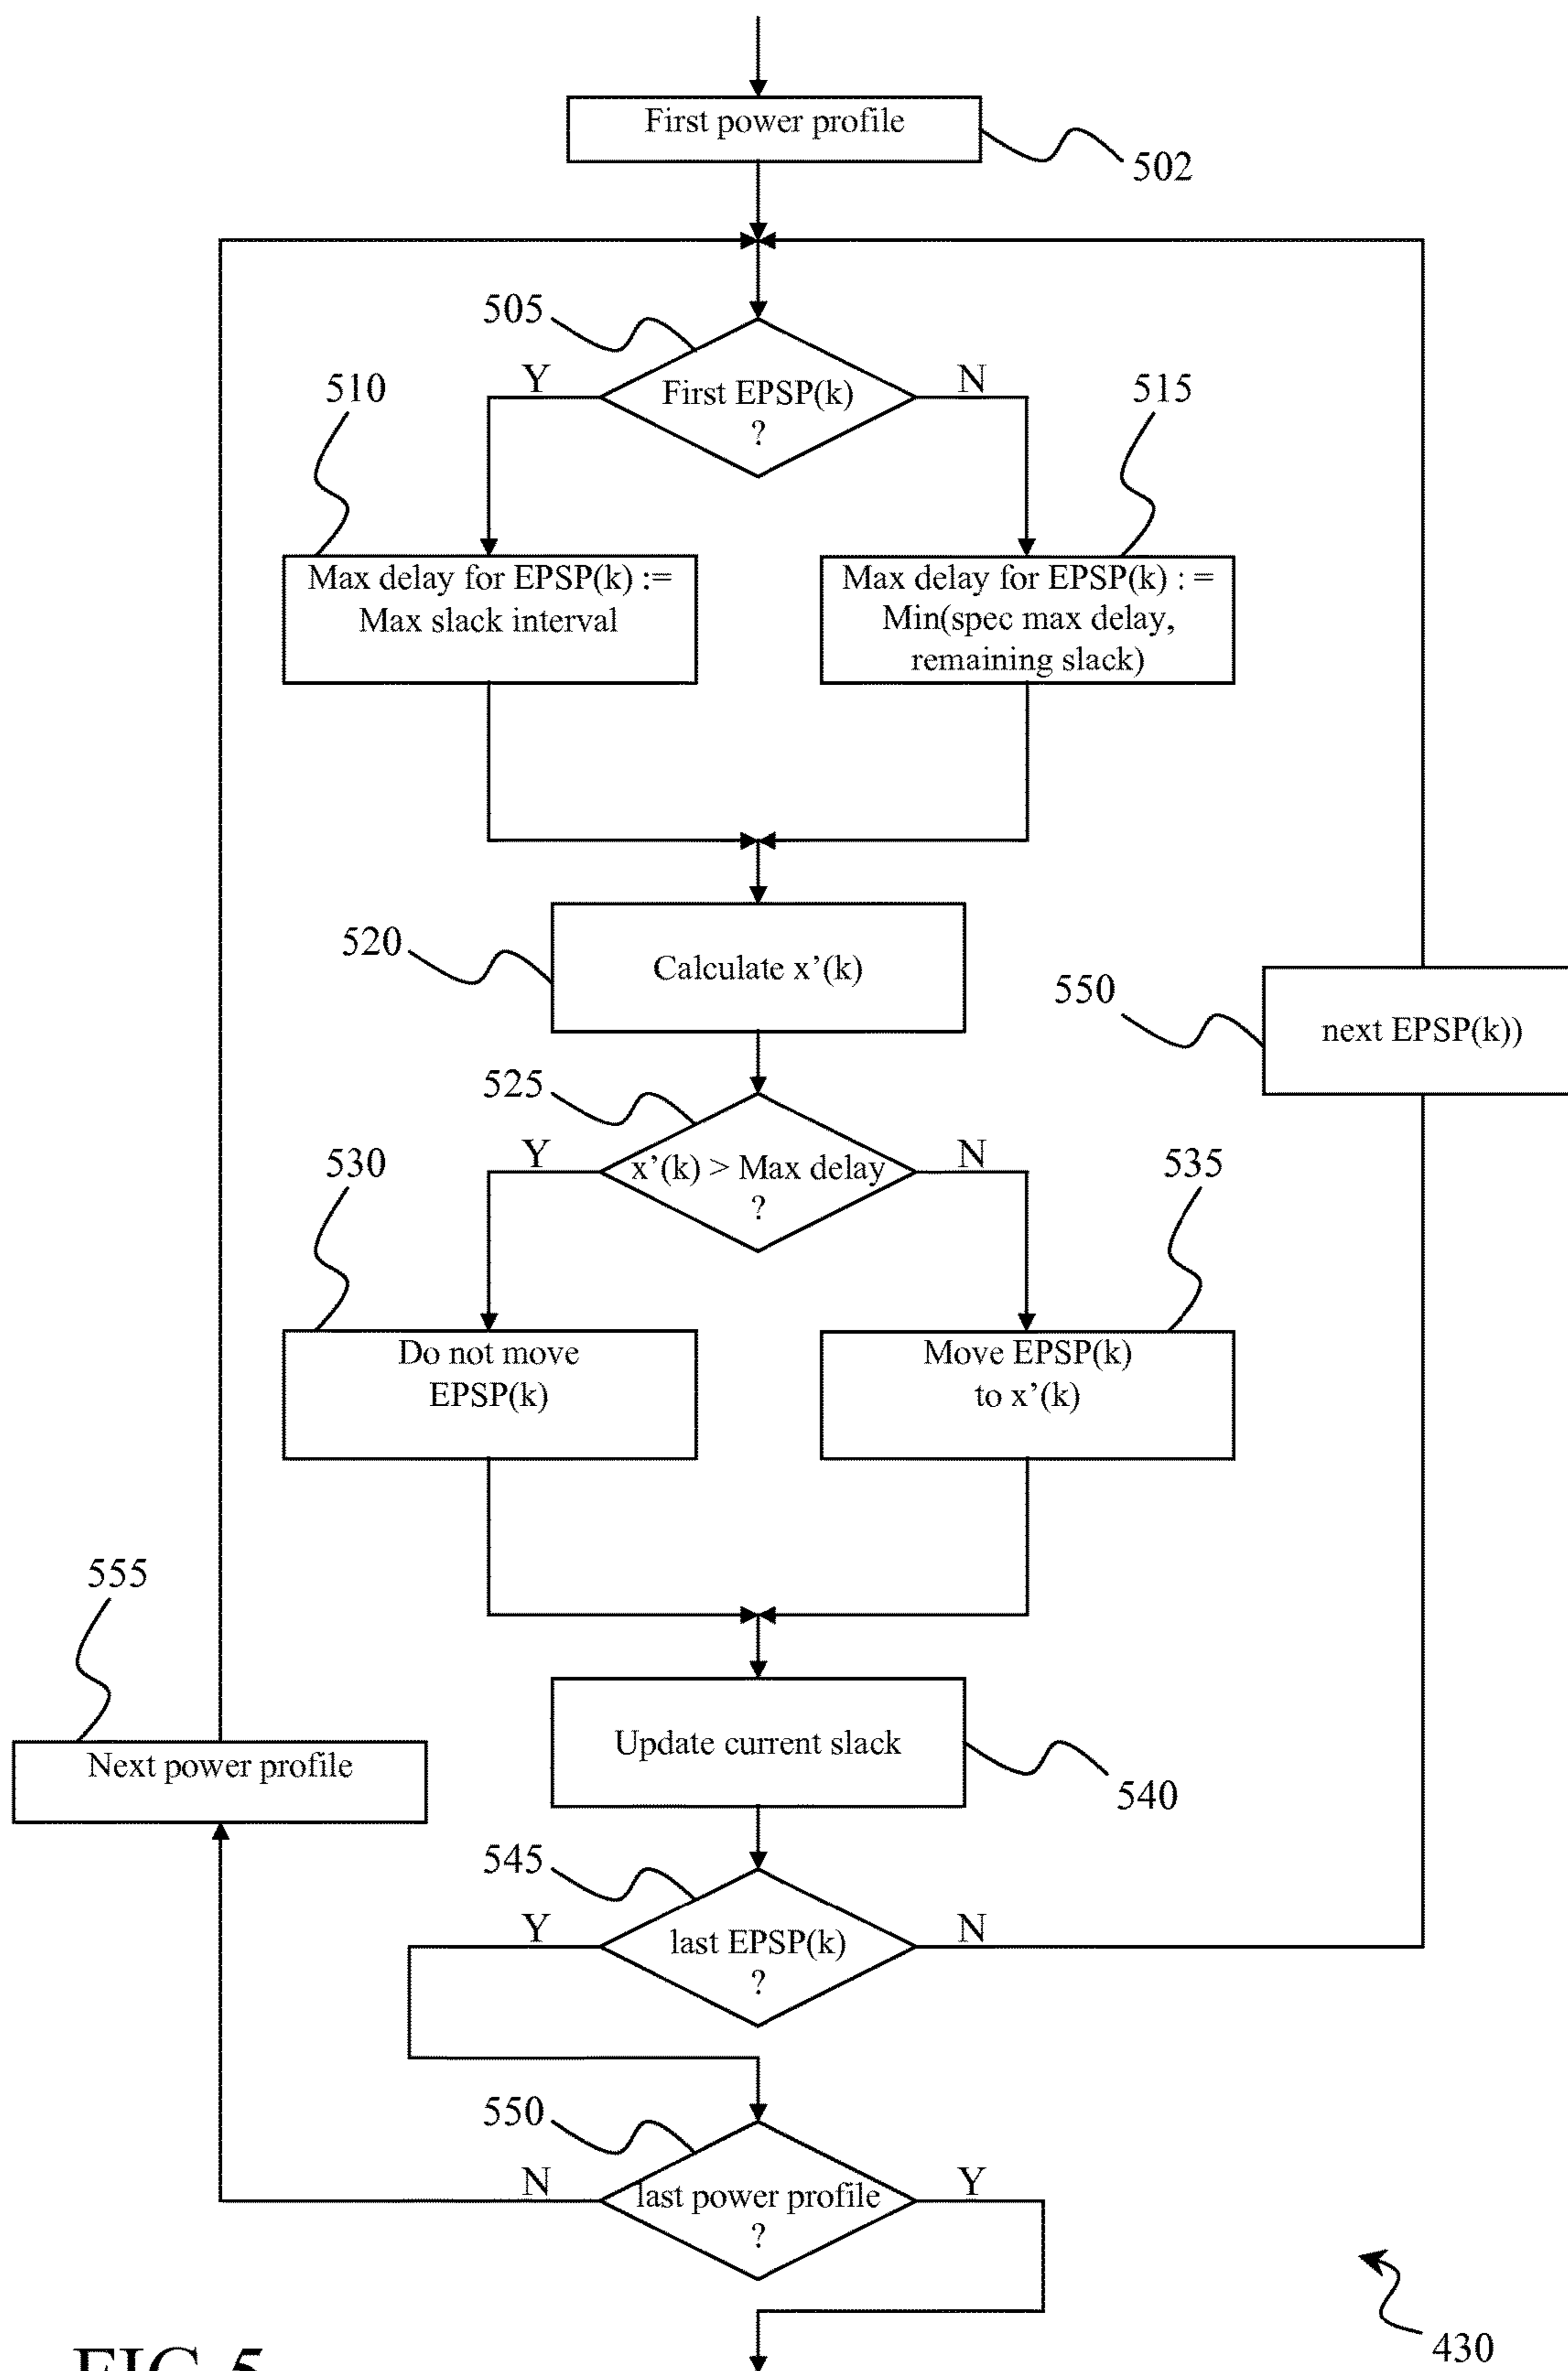 First power profile
502
505
Y
First EPSP(k)
?
N
510
515
Max delay for EPSP(k) :=
Max slack interval
Max delay for EPSP(k) : =
Min(spec max delay,
remaining slack)
520
Calculate x’(k)
550
next EPSP(k))
525
Y
x’(k) > Max delay
?
N
530
535
Do not move
EPSP(k)
Move EPSP(k)
to x’(k)
555
Next power profile
Update current slack
540
545
Y
last EPSP(k)
?
N
550
N
last power profile
?
Y
430
FIG.5